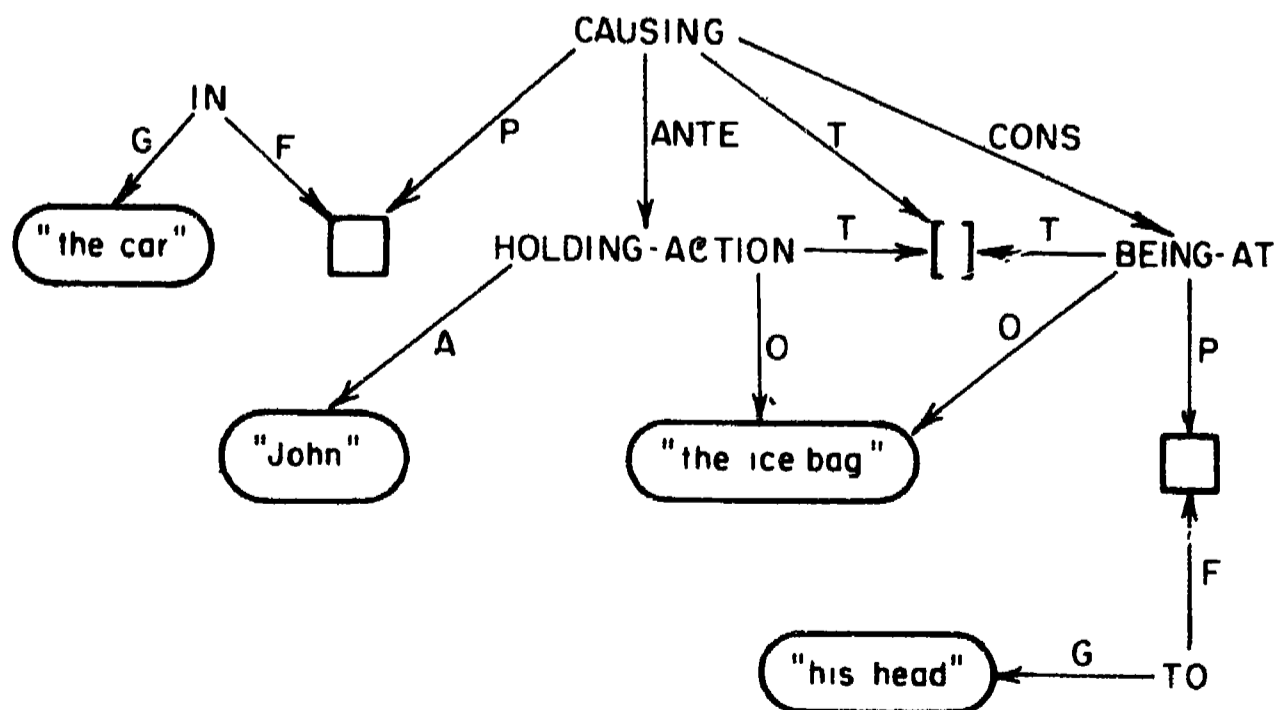 CAUSING
IN
G
F
P
ANTE
T
CONS
"the car"
HOLDING-ACTION
T
[ ]
T
BEING-AT
A
O
O
P
"John"
"the ice bag"
F
"his head"
G
TO